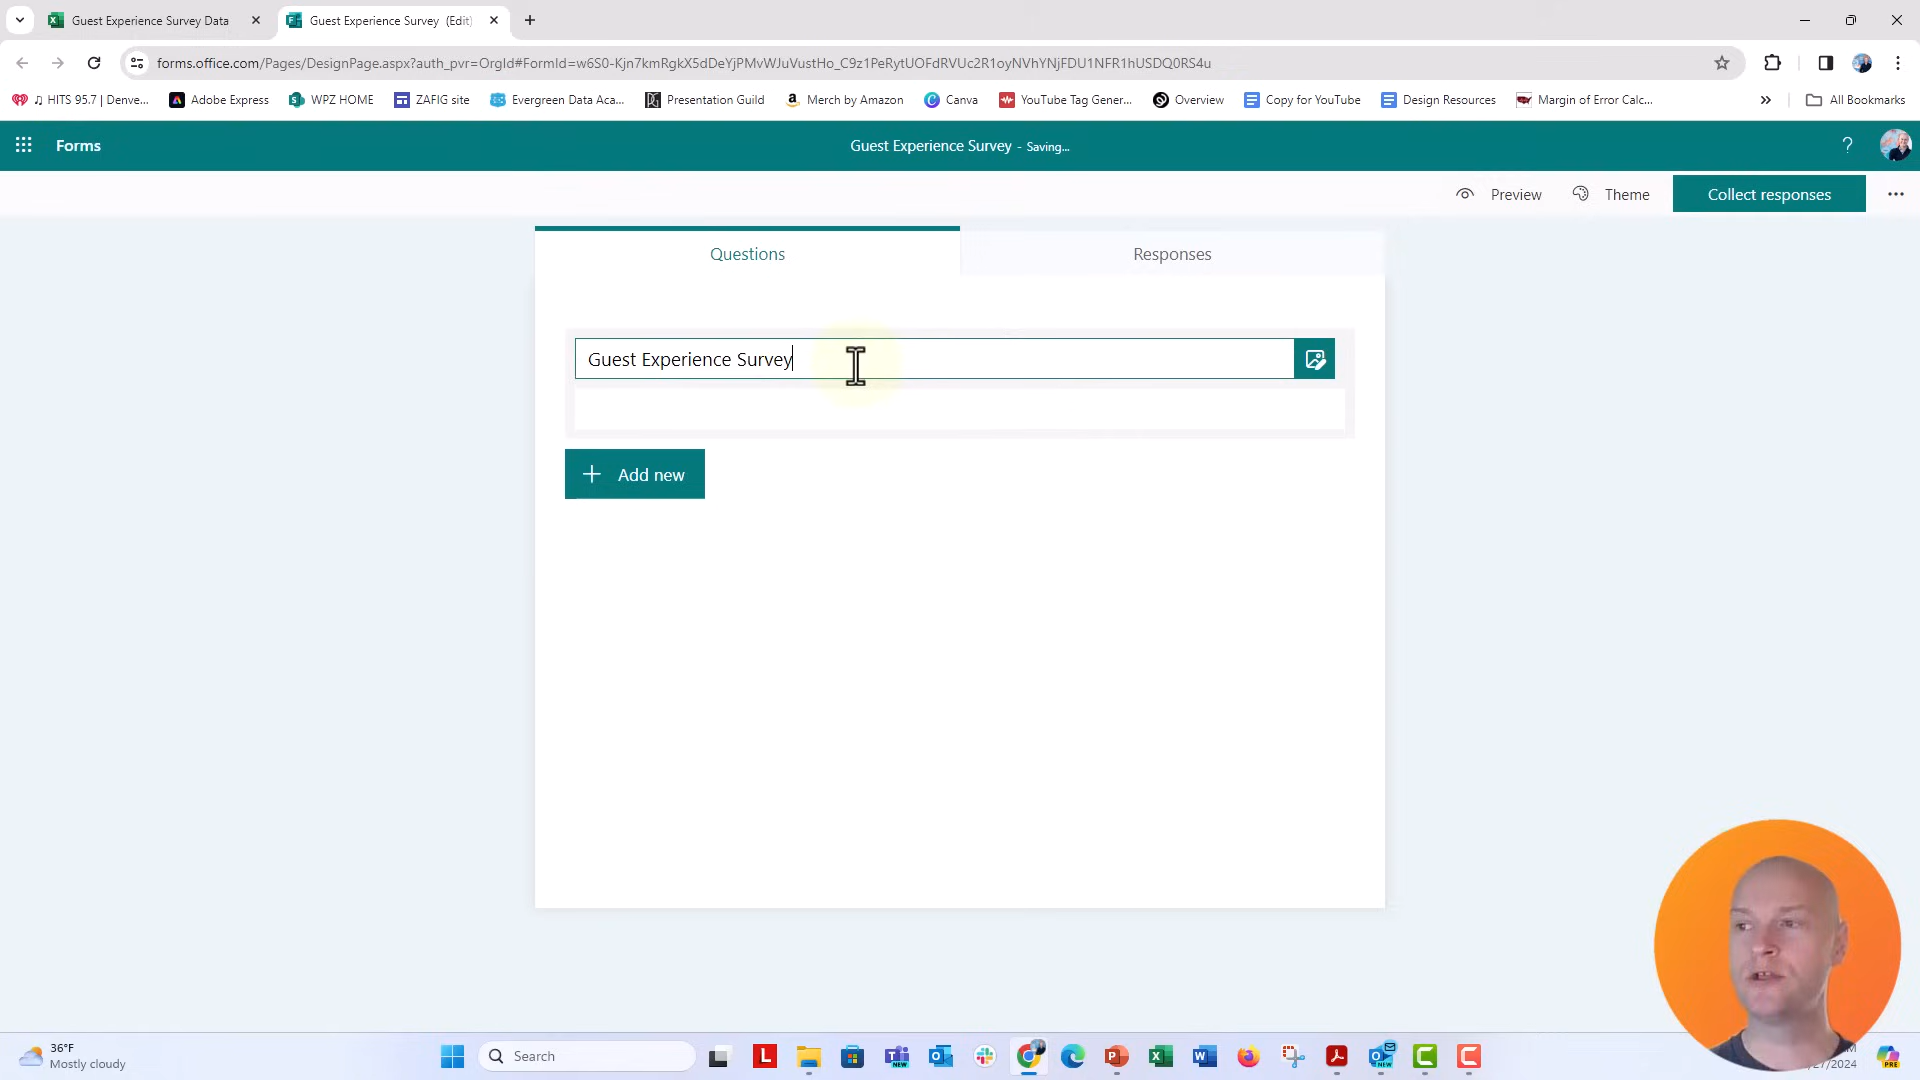 Guest Experience Survey Data
Guest Experience Survey (Edit)
forms.office.com/Pages/DesignPage.aspx?auth_pvr=OrgId#FormId=w6S0-Kjn7kmRgkX5dDeYjPMvWJuVustHo_C9z1PeRytUOFdRVUc2R1oyNVhYNjFDU1NFR1hUSDQ0RS4u
♫ HITS 95.7 | Denve...
Adobe Express
WPZ HOME
ZAFIG site
Evergreen Data Aca...
Presentation Guild
Merch by Amazon
Canva
YouTube Tag Gener...
Overview
Copy for YouTube
Design Resources
Margin of Error Calc...
All Bookmarks
Forms
Guest Experience Survey - Saving...
?
Preview
Theme
Collect responses
Questions
Responses
Guest Experience Survey
Add new
36°F
Mostly cloudy
Search